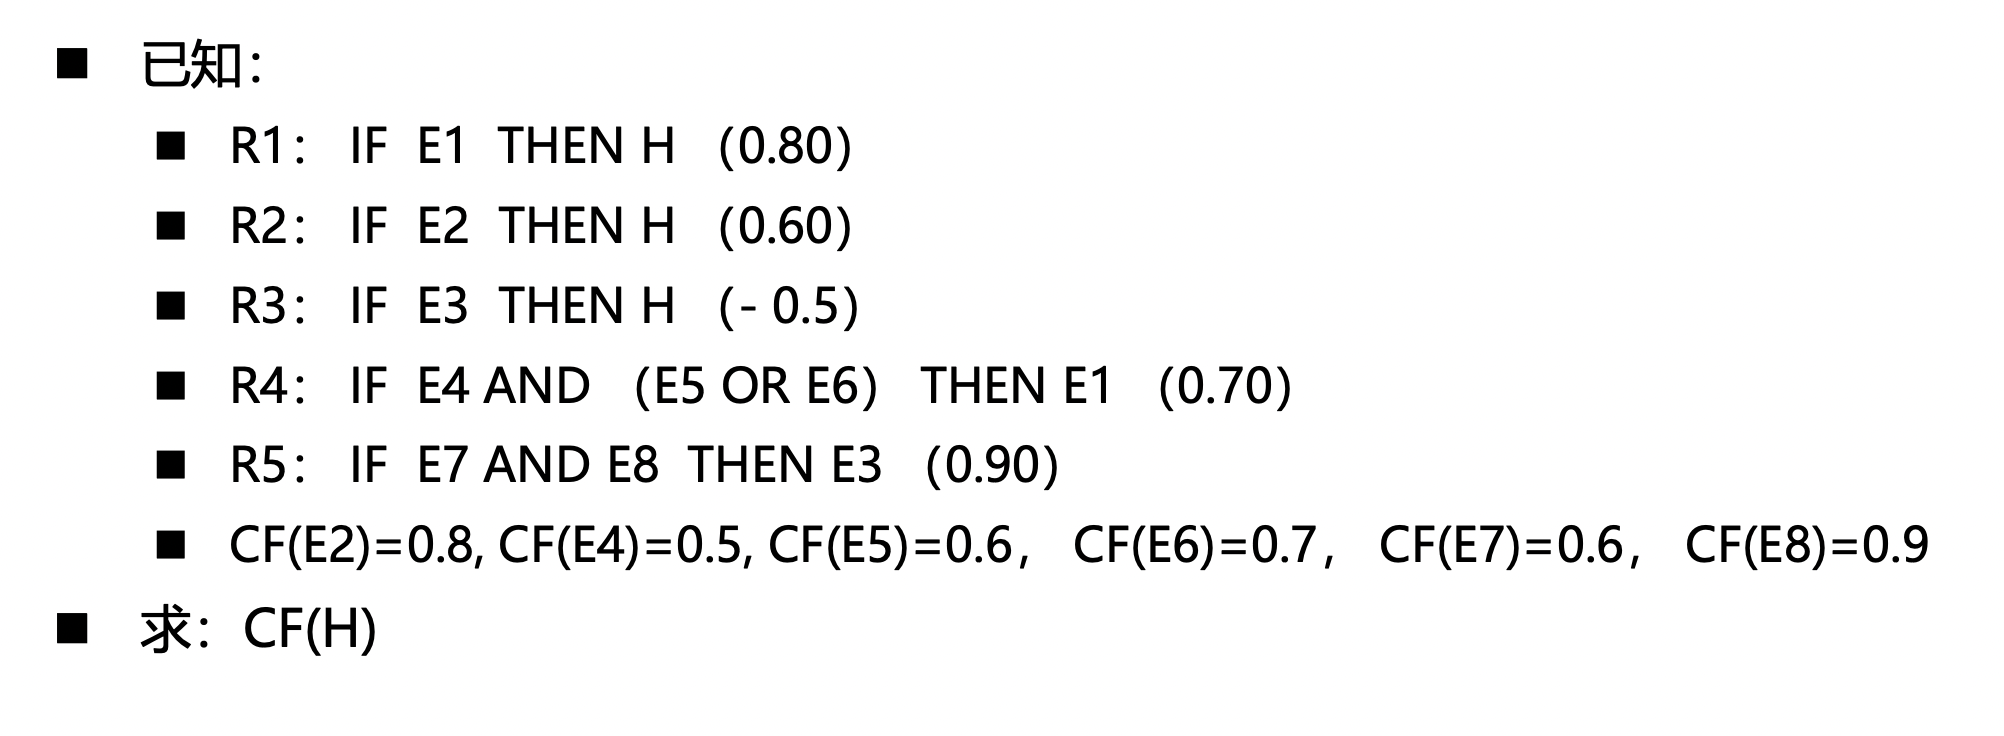 ■ 已知：
■ R1： IF E1 THEN H （0.80）
■ R2： IF E2 THEN H （0.60）
■ R3： IF E3 THEN H （- 0.5）
■ R4： IF E4 AND （E5 OR E6） THEN E1 （0.70）
■ R5： IF E7 AND E8 THEN E3 （0.90）
■ CF(E2)=0.8, CF(E4)=0.5, CF(E5)=0.6， CF(E6)=0.7， CF(E7)=0.6， CF(E8)=0.9
■ 求：CF(H)